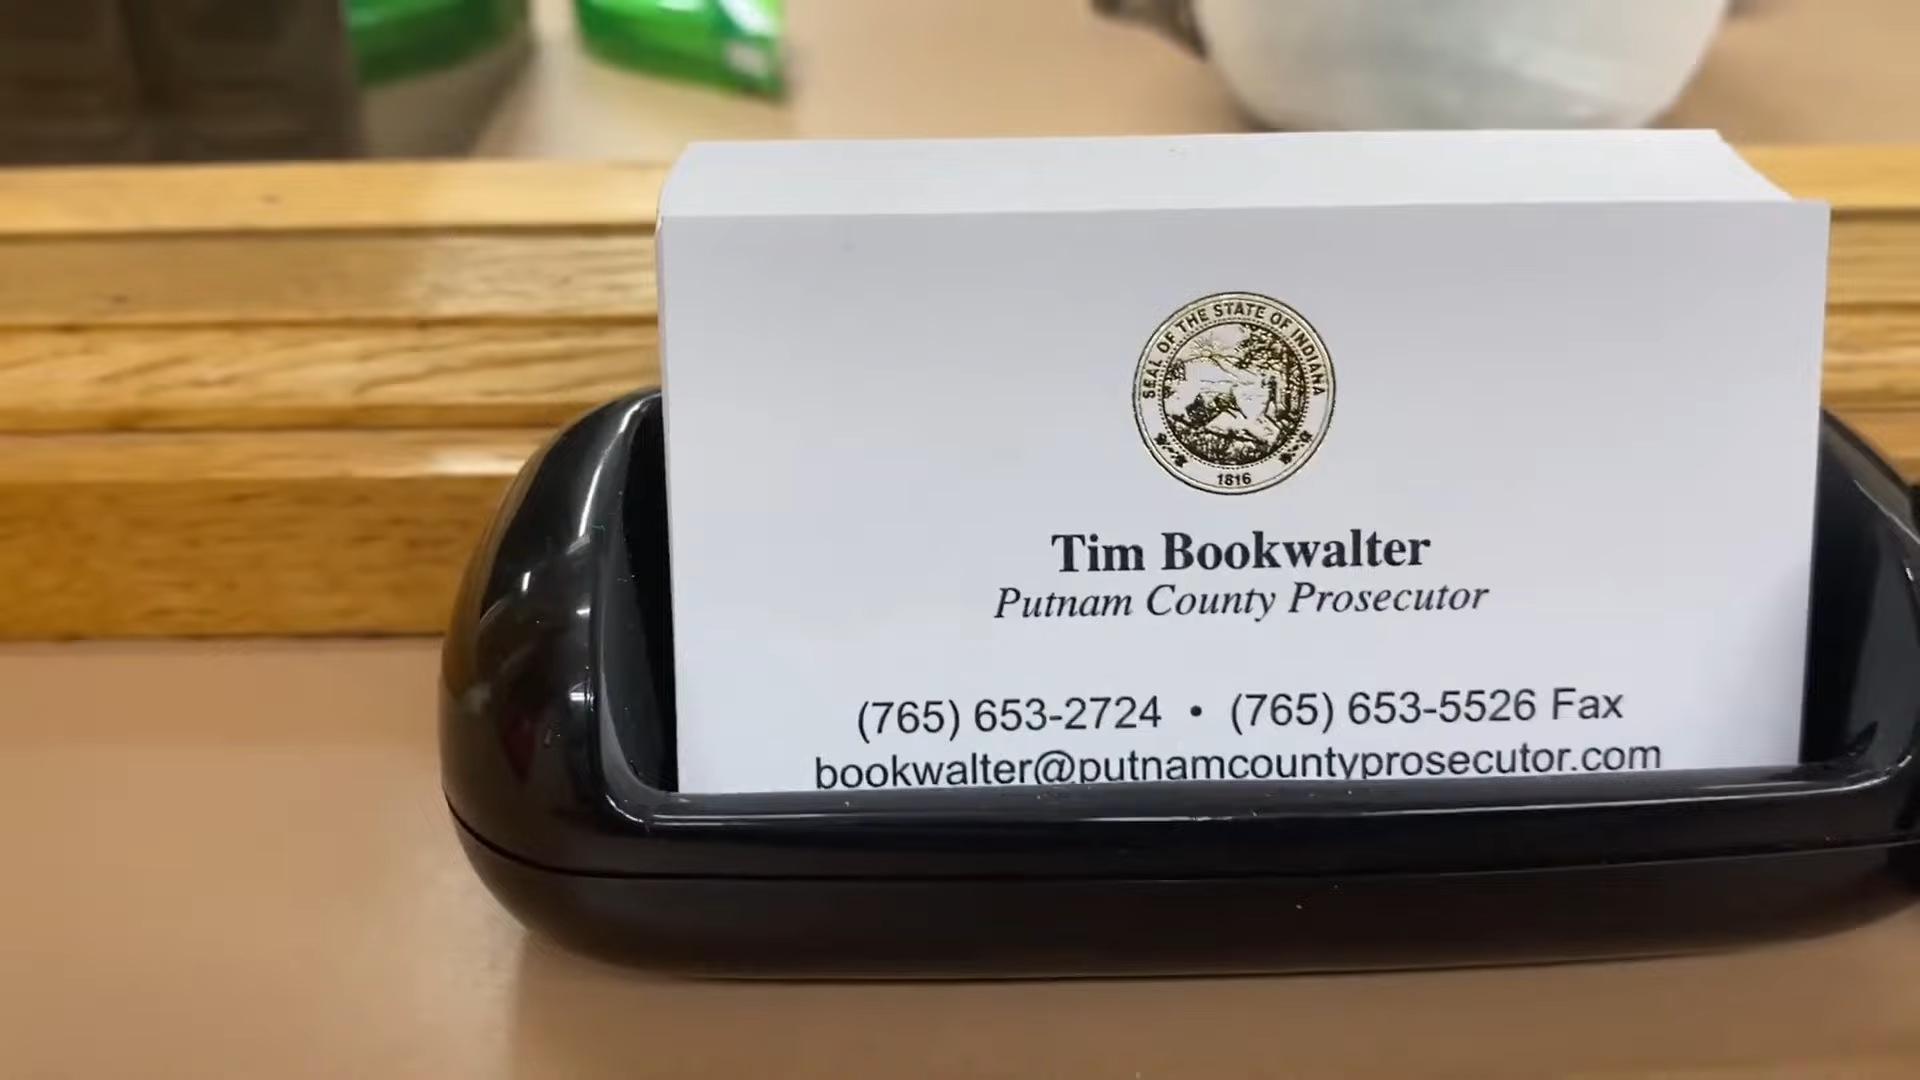 SEAL OF THE STATE OF INDIANA
1816
Tim Bookwalter
Putnam County Prosecutor
(765) 653-2724 • (765) 653-5526 Fax
bookwalter@putnamcountyprosecutor.com